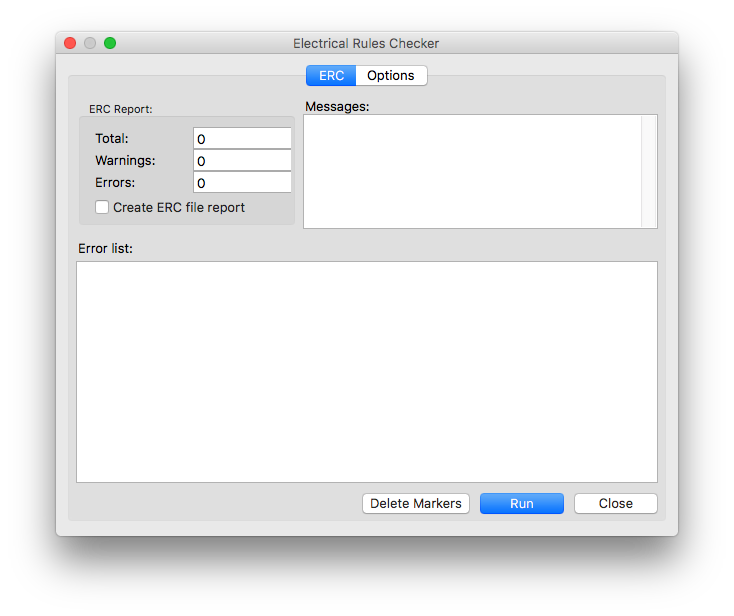 Electrical Rules Checker
ERC Options
ERC Report:
Total: 0
Warnings: 0
Errors: 0
Create ERC file report
Messages:
Error list:
Delete Markers Run Close